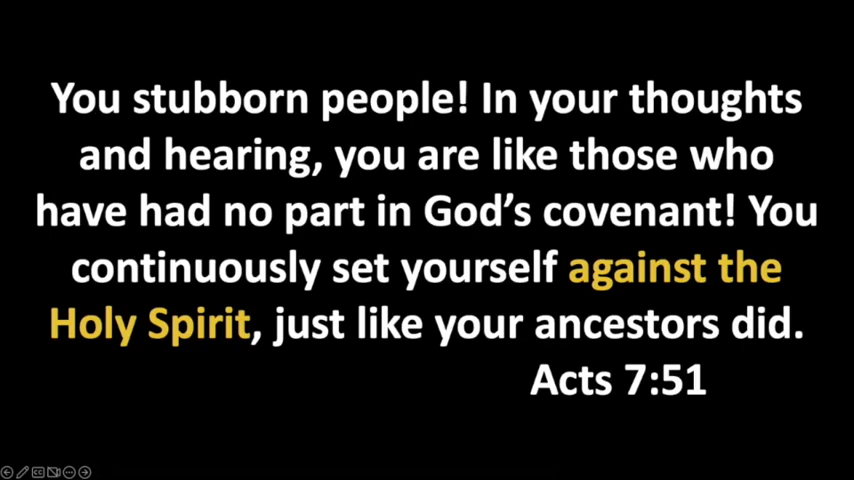 You stubborn people! In your thoughts
and hearing, you are like those who
have had no part in God’s covenant! You
continuously set yourself against the
Holy Spirit, just like your ancestors did.
Acts 7:51